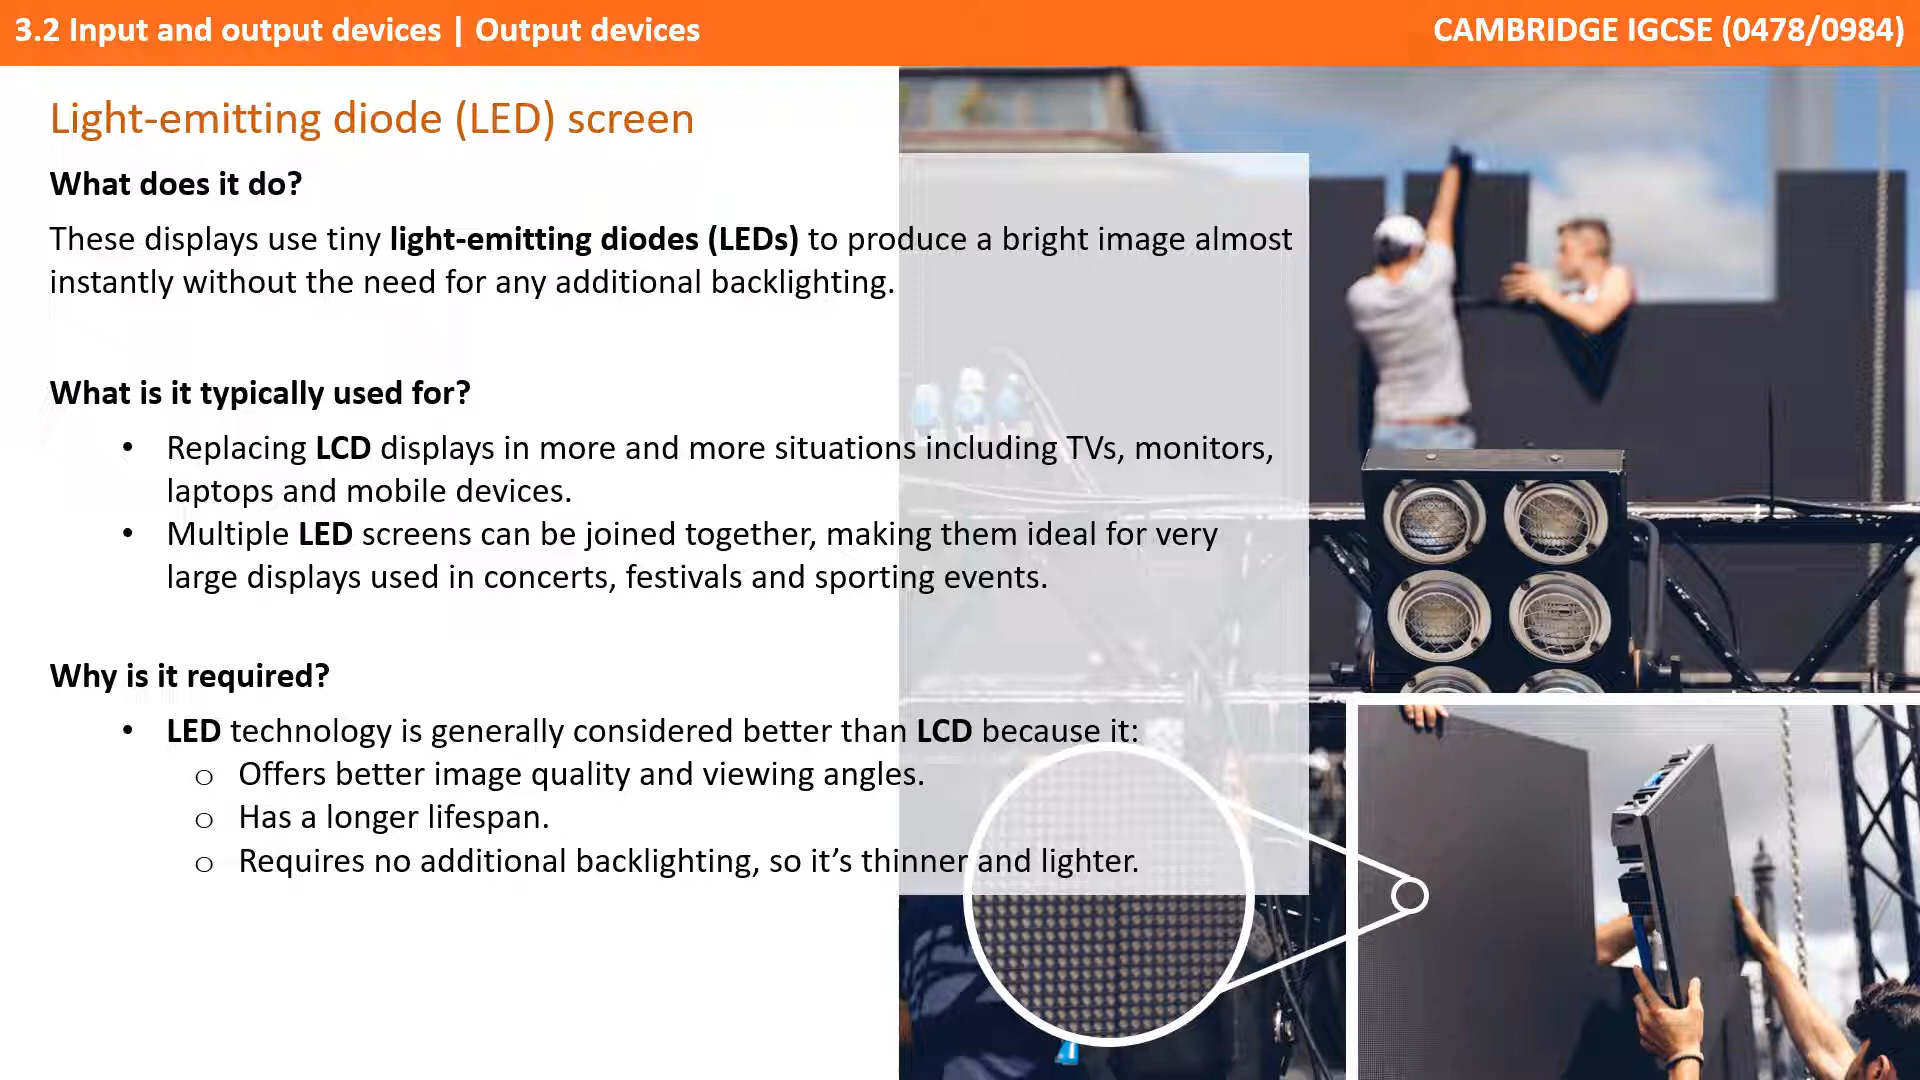 3.2 Input and output devices | Output devices
CAMBRIDGE IGCSE (0478/0984)
Light-emitting diode (LED) screen
What does it do?
These displays use tiny light-emitting diodes (LEDs) to produce a bright image almost
instantly without the need for any additional backlighting.
What is it typically used for?
• Replacing LCD displays in more and more situations including TVs, monitors,
laptops and mobile devices.
• Multiple LED screens can be joined together, making them ideal for very
large displays used in concerts, festivals and sporting events.
Why is it required?
• LED technology is generally considered better than LCD because it:
o Offers better image quality and viewing angles.
o Has a longer lifespan.
o Requires no additional backlighting, so it’s thinner and lighter.